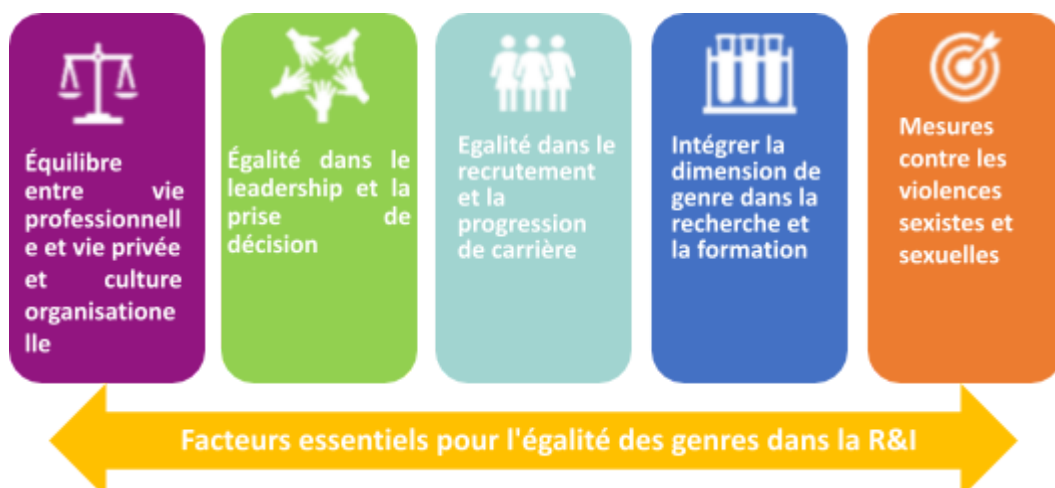 Équilibre
entre vie
professionnell
e et vie privée
et culture
organisatione
lle
Égalité dans le
leadership et la
prise de
décision
Egalité dans le
recrutement
et la
progression
de carrière
Intégrer la
dimension de
genre dans la
recherche et
la formation
Mesures
contre les
violences
sexistes et
sexuelles
Facteurs essentiels pour l'égalité des genres dans la R&I